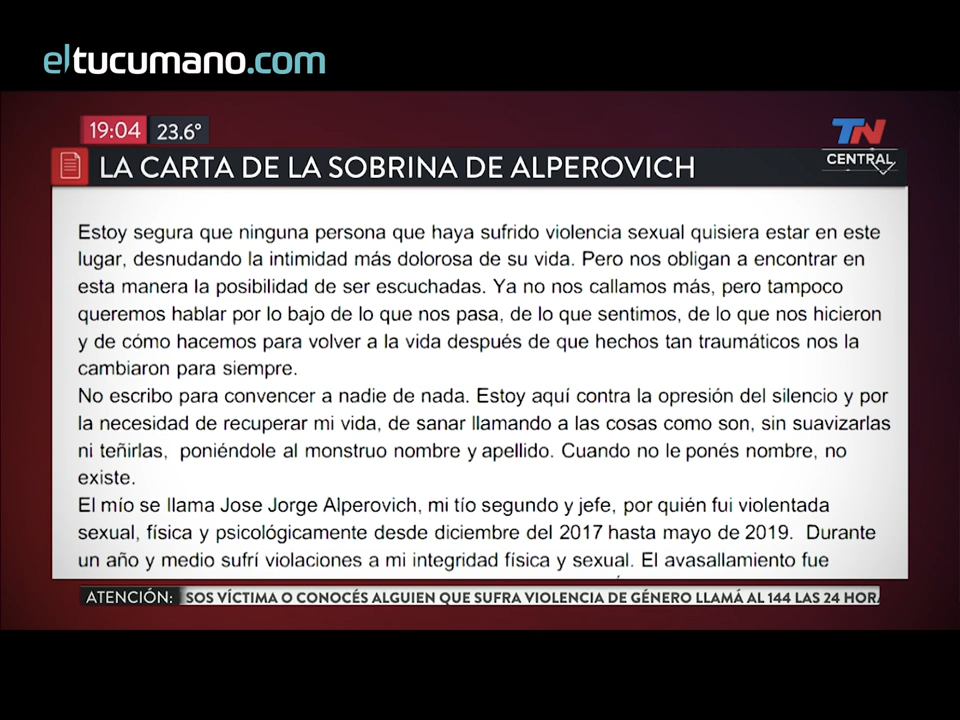 eltucumano.com
19:04 23.6°
TN
LA CARTA DE LA SOBRINA DE ALPEROVICH
CENTRAL
Estoy segura que ninguna persona que haya sufrido violencia sexual quisiera estar en este
lugar, desnudando la intimidad más dolorosa de su vida. Pero nos obligan a encontrar en
esta manera la posibilidad de ser escuchadas. Ya no nos callamos más, pero tampoco
queremos hablar por lo bajo de lo que nos pasa, de lo que sentimos, de lo que nos hicieron
y de cómo hacemos para volver a la vida después de que hechos tan traumáticos nos la
cambiaron para siempre.
No escribo para convencer a nadie de nada. Estoy aquí contra la opresión del silencio y por
la necesidad de recuperar mi vida, de sanar llamando a las cosas como son, sin suavizarlas
ni teñirlas, poniéndole al monstruo nombre y apellido. Cuando no le ponés nombre, no
existe.
El mío se llama Jose Jorge Alperovich, mi tío segundo y jefe, por quién fui violentada
sexual, física y psicológicamente desde diciembre del 2017 hasta mayo de 2019. Durante
un año y medio sufrí violaciones a mi integridad física y sexual. El avasallamiento fue
ATENCIÓN: SOS VÍCTIMA O CONOCÉS ALGUIEN QUE SUFRA VIOLENCIA DE GÉNERO LLAMÁ AL 144 LAS 24 HORA